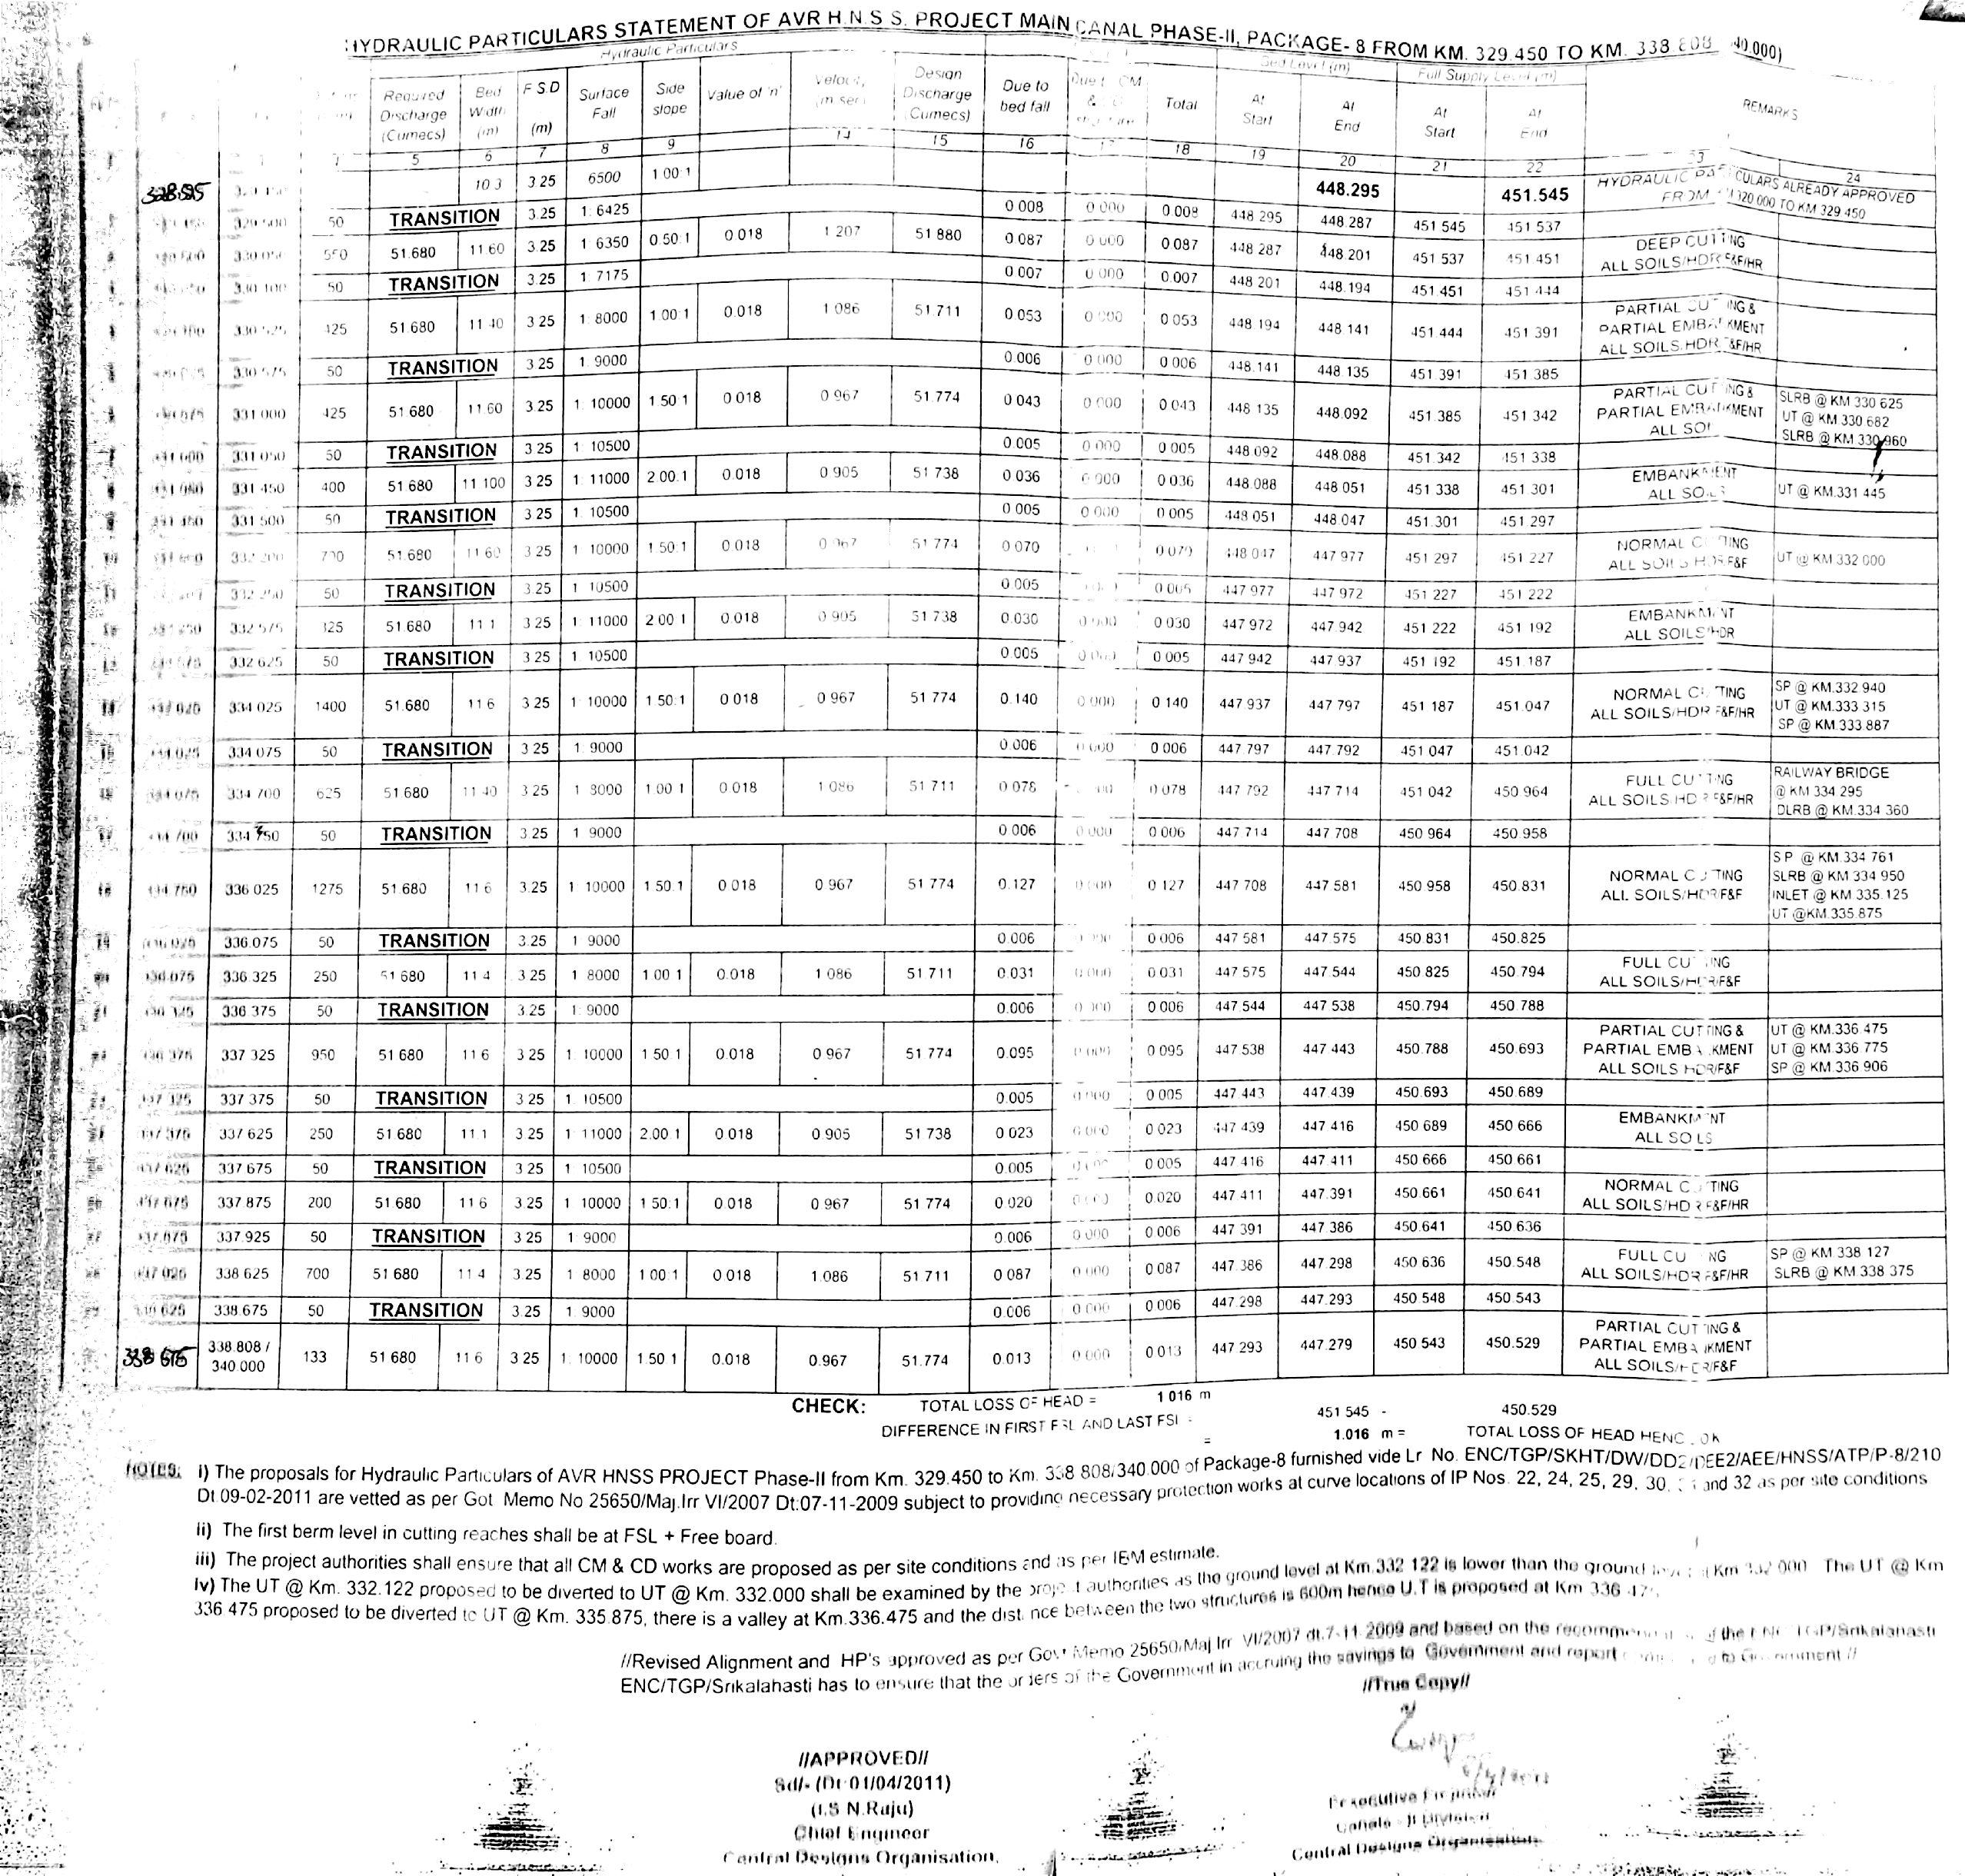 HYDRAULIC PARTICULARS STATEMENT OF AVR H.N.S S. PROJECT MAIN CANAL PHASE-II, PACKAGE- 8 FROM KM. 329.450 TO KM. 338 808 40.000)
Hydraulic Particulars Bed Level (m) Full Supply Level (m)
Required Discharge (Cumecs) Bed Width (m) F S.D (m) Surface Fall Side slope Value of 'n' Velocity (m sec) Design Discharge (Cumecs) Due to bed fall Total At Start At End At Start At End REMARKS
5 6 7 8 9 14 15 16 18 19 20 21 22 23 24
328.525 10 3 3 25 6500 1 00:1 448.295 451.545 HYDRAULIC PARTICULARS ALREADY APPROVED FROM 320 000 TO KM 329 450
329 500 50 TRANSITION 3 25 1: 6425 0.008 0 000 0.008 448 295 448.287 451 545 451 537
330 050 550 51.680 11 60 3 25 1 6350 0 50:1 0.018 1 207 51 880 0 087 0 000 0 087 448 287 448.201 451 537 451 451 DEEP CUTTING ALL SOILS/HDR F&F/HR
330 100 50 TRANSITION 3 25 1 7175 0 007 0 000 0.007 448 201 448.194 451 451 451 444
330 525 425 51.680 11 40 3 25 1: 8000 1.00:1 0.018 1 086 51.711 0 053 0 000 0 053 448.194 448.141 451.444 451 391 PARTIAL CUTTING & PARTIAL EMBANKMENT ALL SOILS.HDR F&F/HR
330 575 50 TRANSITION 3 25 1: 9000 0 006 0 000 0 006 448.141 448.135 451 391 451 385
331 000 425 51 680 11.60 3.25 1: 10000 1 50:1 0 018 0 967 51.774 0 043 0 000 0 043 448 135 448.092 451.385 451 342 PARTIAL CUTTING & PARTIAL EMBANKMENT ALL SOI SLRB @ KM 330 625
UT @ KM 330 682
SLRB @ KM 330 960
331 050 50 TRANSITION 3 25 1 10500 0 005 0 000 0 005 448 092 448.088 451.342 451 338
331 450 400 51 680 11 100 3 25 1: 11000 2 00:1 0.018 0 905 51 738 0 036 0 000 0 036 448.088 448 051 451 338 451 301 EMBANKMENT ALL SOILS UT @ KM.331 445
331 500 50 TRANSITION 3 25 1: 10500 0.005 0 000 0 005 448 051 448 047 451.301 451 297
332 200 700 51.680 11 60 3 25 1 10000 1 50:1 0 018 0 967 51 774 0 070 0 070 448 047 447 977 451 297 451 227 NORMAL CUTTING ALL SOILS HDR F&F UT @ KM 332 000
332 250 50 TRANSITION 3 25 1 10500 0 005 0 005 447 977 447 972 451 227 451 222
332 575 325 51.680 11 1 3 25 1: 11000 2 00 1 0 018 0 905 51 738 0.030 0 000 0 030 447 972 447.942 451 222 451 192 EMBANKMENT ALL SOILS/HDR
332 625 50 TRANSITION 3 25 1 10500 0.005 0 000 0 005 447 942 447 937 451 192 451.187
334 025 1400 51.680 11 6 3 25 1: 10000 1 50:1 0 018 0 967 51 774 0.140 0 000 0 140 447 937 447.797 451 187 451.047 NORMAL CUTTING ALL SOILS/HDR F&F/HR SP @ KM.332 940
UT @ KM.333 315
SP @ KM 333 887
334 075 50 TRANSITION 3 25 1: 9000 0 006 0 000 0 006 447 797 447 792 451 047 451.042
334 700 625 51 680 11 40 3 25 1 8000 1.00 1 0 018 1 086 51 711 0 078 0 078 447 792 447 714 451 042 450 964 FULL CUTTING ALL SOILS HDR F&F/HR RAILWAY BRIDGE @ KM 334 295
DLRB @ KM 334 360
334 750 50 TRANSITION 3 25 1 9000 0 006 0 000 0 006 447 714 447 708 450 964 450 958
334 750 336 025 1275 51 680 11 6 3.25 1 10000 1 50:1 0 018 0 967 51 774 0.127 0 000 0 127 447 708 447.581 450 958 450.831 NORMAL CUTTING ALL SOILS/HDR/F&F S P @ KM.334 761
SLRB @ KM 334 950
INLET @ KM 335.125
UT @KM.335.875
336.075 50 TRANSITION 3.25 1 9000 0.006 0 006 447 581 447.575 450 831 450.825
336 325 250 51 680 11 4 3.25 1 8000 1.00 1 0.018 1 086 51.711 0.031 0 000 0 031 447 575 447.544 450 825 450.794 FULL CUTTING ALL SOILS/HDR/F&F
336 375 50 TRANSITION 3 25 1: 9000 0.006 0 006 447 544 447.538 450.794 450.788
337 325 950 51 680 11 6 3 25 1 10000 1 50 1 0.018 0 967 51 774 0.095 0 000 0 095 447 538 447.443 450.788 450.693 PARTIAL CUTTING & PARTIAL EMBANKMENT ALL SOILS HDR/F&F UT @ KM.336 475
UT @ KM.336 775
SP @ KM 336 906
337 375 50 TRANSITION 3 25 1 10500 0.005 0 000 0 005 447 443 447.439 450.693 450.689
337 625 250 51 680 11 1 3 25 1 11000 2.00 1 0 018 0.905 51 738 0 023 0 000 0 023 447 439 447 416 450 689 450 666 EMBANKMENT ALL SOILS
337 675 50 TRANSITION 3 25 1 10500 0.005 0 005 447 416 447.411 450 666 450 661
337 875 200 51 680 11 6 3 25 1 10000 1 50:1 0.018 0 967 51 774 0 020 0.020 447 411 447.391 450.661 450 641 NORMAL CUTTING ALL SOILS/HDR F&F/HR
337.925 50 TRANSITION 3 25 1: 9000 0.006 0 000 0 006 447 391 447 386 450.641 450 636
338 625 700 51 680 11 4 3.25 1 8000 1 00:1 0 018 1.086 51 711 0 087 0 000 0 087 447.386 447 298 450 636 450.548 FULL CUTTING ALL SOILS/HDR F&F/HR SP @ KM 338 127
SLRB @ KM.338 375
338.675 50 TRANSITION 3 25 1: 9000 0.006 0 000 0 006 447.298 447.293 450 548 450.543
338 675 338.808 / 340.000 133 51 680 11 6 3 25 1: 10000 1.50 1 0.018 0.967 51.774 0.013 0 000 0 013 447 293 447.279 450 543 450.529 PARTIAL CUTTING & PARTIAL EMBANKMENT ALL SOILS/HDR/F&F
CHECK: TOTAL LOSS OF HEAD = 1 016 m
DIFFERENCE IN FIRST FSL AND LAST FSL = 451 545 - 450.529
= 1.016 m = TOTAL LOSS OF HEAD HENC OK
NOTES: i) The proposals for Hydraulic Particulars of AVR HNSS PROJECT Phase-II from Km. 329.450 to Km. 338 808/340.000 of Package-8 furnished vide Lr No. ENC/TGP/SKHT/DW/DD2/DEE2/AEE/HNSS/ATP/P-8/210
Dt.09-02-2011 are vetted as per Got Memo No 25650/Maj.Irr VI/2007 Dt:07-11-2009 subject to providing necessary protection works at curve locations of IP Nos. 22, 24, 25, 29, 30, and 32 as per site conditions
ii) The first berm level in cutting reaches shall be at FSL + Free board.
iii) The project authorities shall ensure that all CM & CD works are proposed as per site conditions and as per IBM estimate.
iv) The UT @ Km. 332.122 proposed to be diverted to UT @ Km. 332.000 shall be examined by the project authorities as the ground level at Km.332 122 is lower than the ground level at Km 332 000 The UT @ Km
336 475 proposed to be diverted to UT @ Km. 335.875, there is a valley at Km.336.475 and the distance between the two structures is 600m hence U.T is proposed at Km 336 475.
//Revised Alignment and HP's approved as per Govt Memo 25650/Maj Irr VI/2007 dt.7-11 2009 and based on the recommen of the ENC TGP/Srikalahasti
ENC/TGP/Srikalahasti has to ensure that the orders of the Government in accruing the savings to Government and report to Government //
//True Copy//
//APPROVED//
Sd/- (Dt 01/04/2011)
(I.S N.Raju)
Chief Engineer
Central Designs Organisation,
Executive Engineer
Canals - II Division
Central Designs Organisation